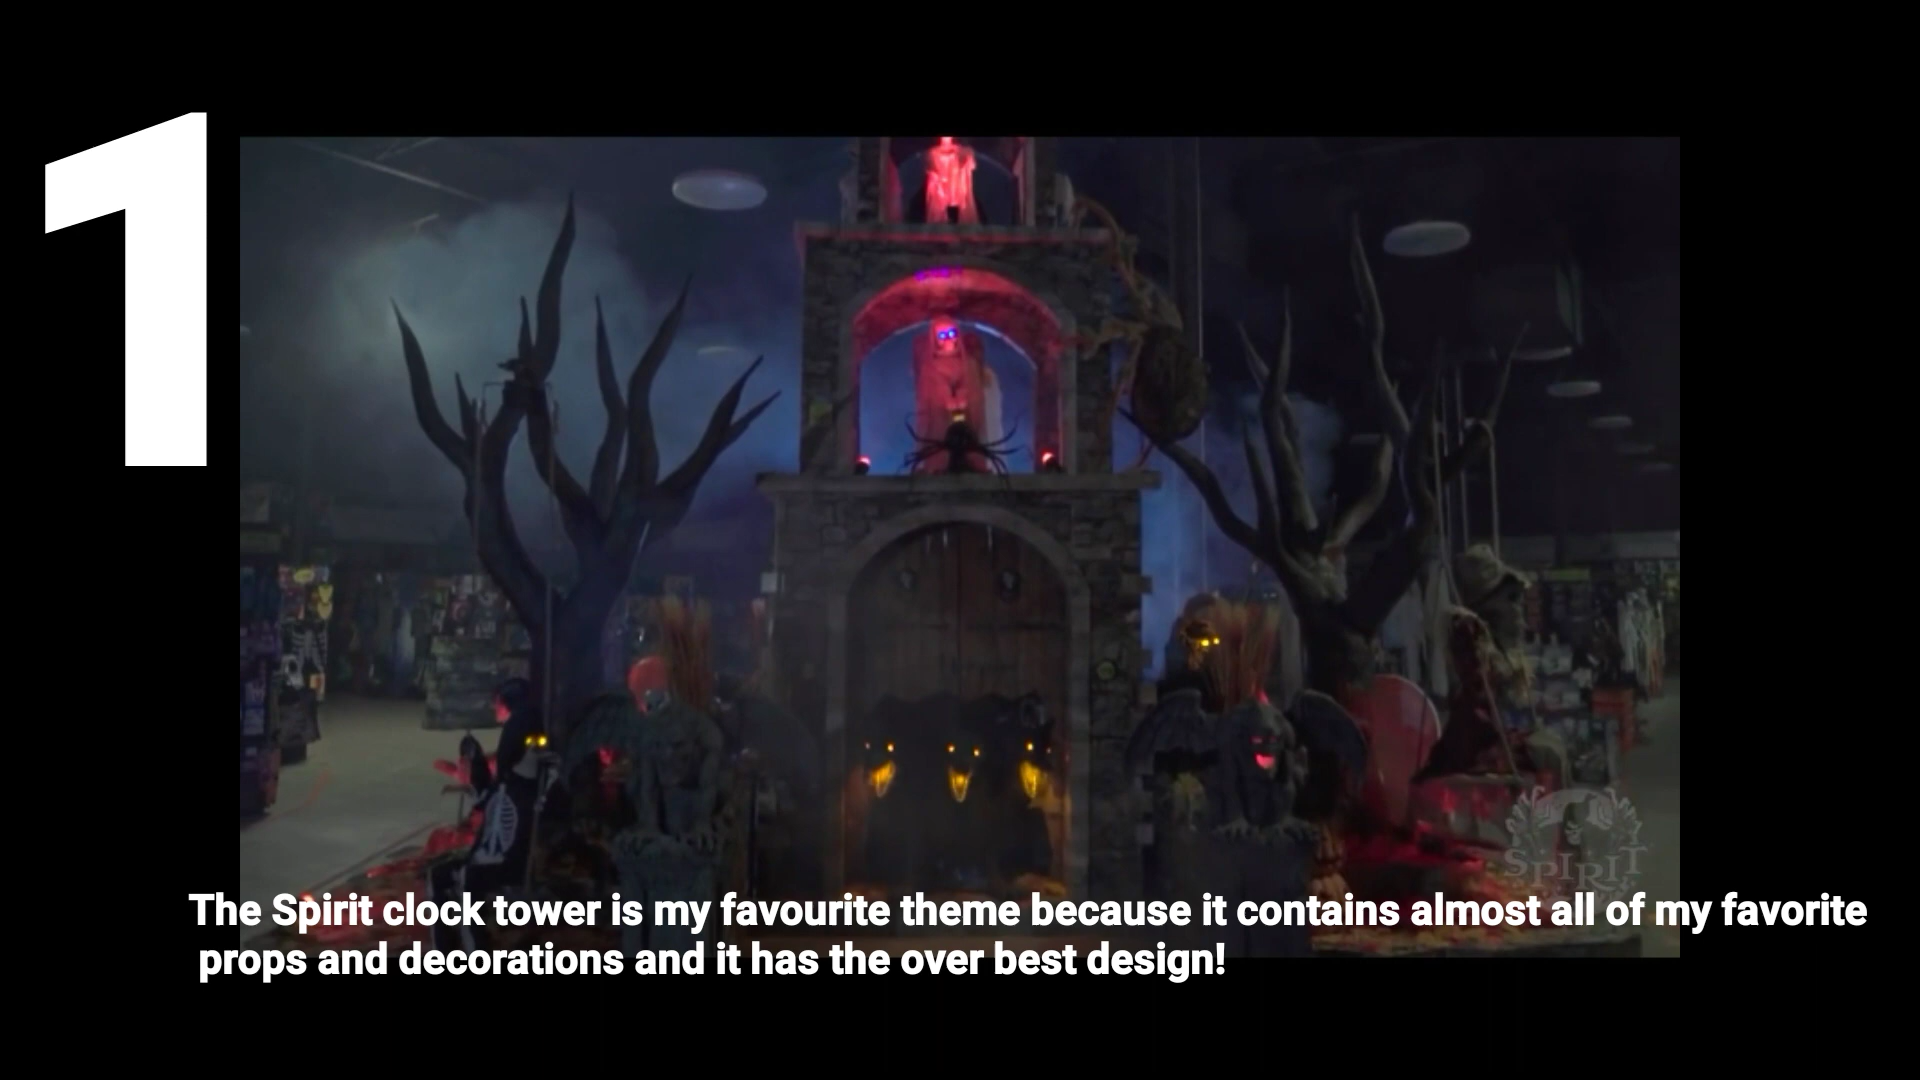 1
SPIRIT
The Spirit clock tower is my favourite theme because it contains almost all of my favorite
props and decorations and it has the over best design!